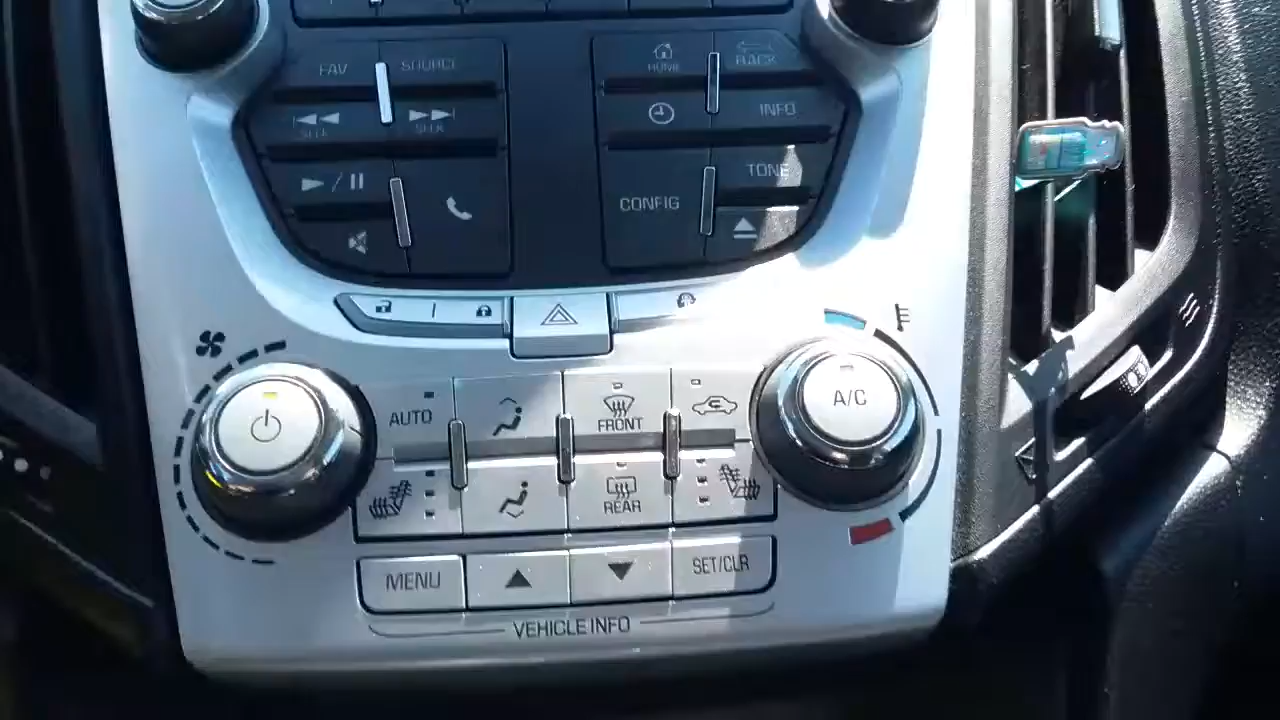 FAV
SOURCE
SEEK
SEEK
HOME
BACK
INFO
TONE
CONFIG
AUTO
FRONT
REAR
A/C
MENU
SET/CLR
VEHICLE INFO